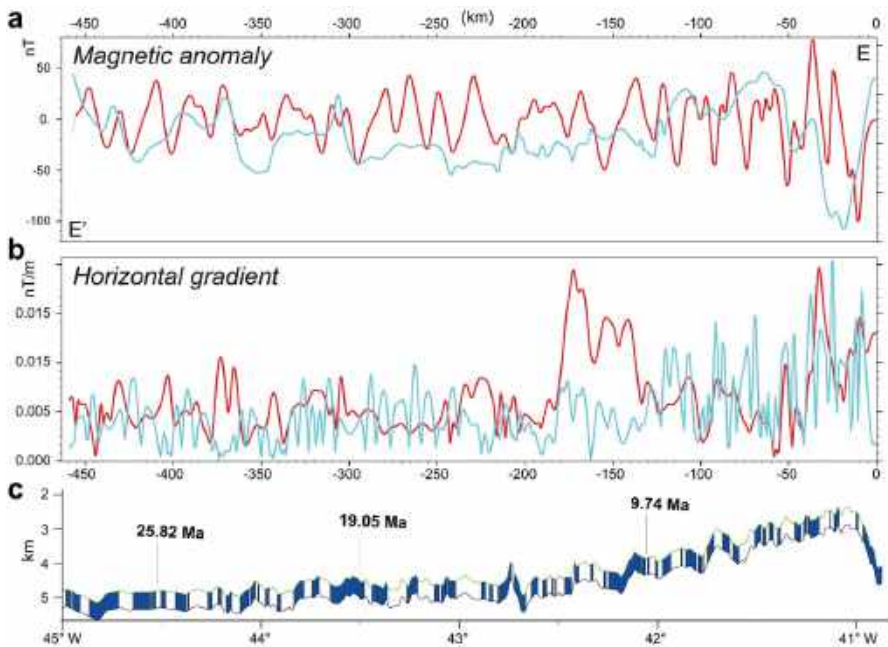 a
-450 -400 -350 -300 -250 (km) -200 -150 -100 -50 0
nT
Magnetic anomaly
E
50
0
-50
-100
E'
b
nT/m
Horizontal gradient
0.015
0.015
0.005
0.000
-450 -400 -350 -300 -250 -200 -150 -100 -50 0
c
2
3
km
4
5
25.82 Ma
19.05 Ma
9.74 Ma
45° W 44° 43° 42° 41° W